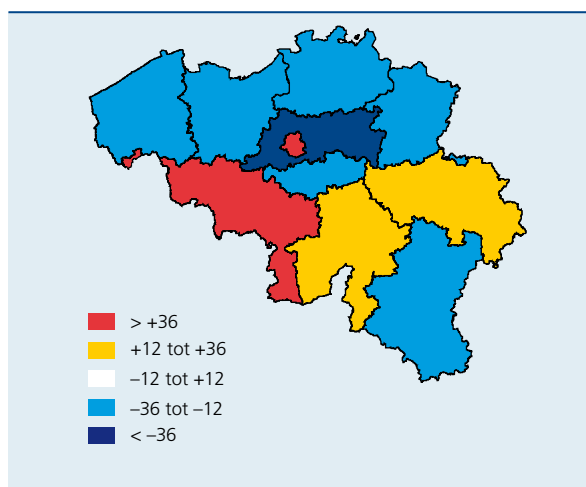 > +36
+12 tot +36
–12 tot +12
–36 tot –12
< –36